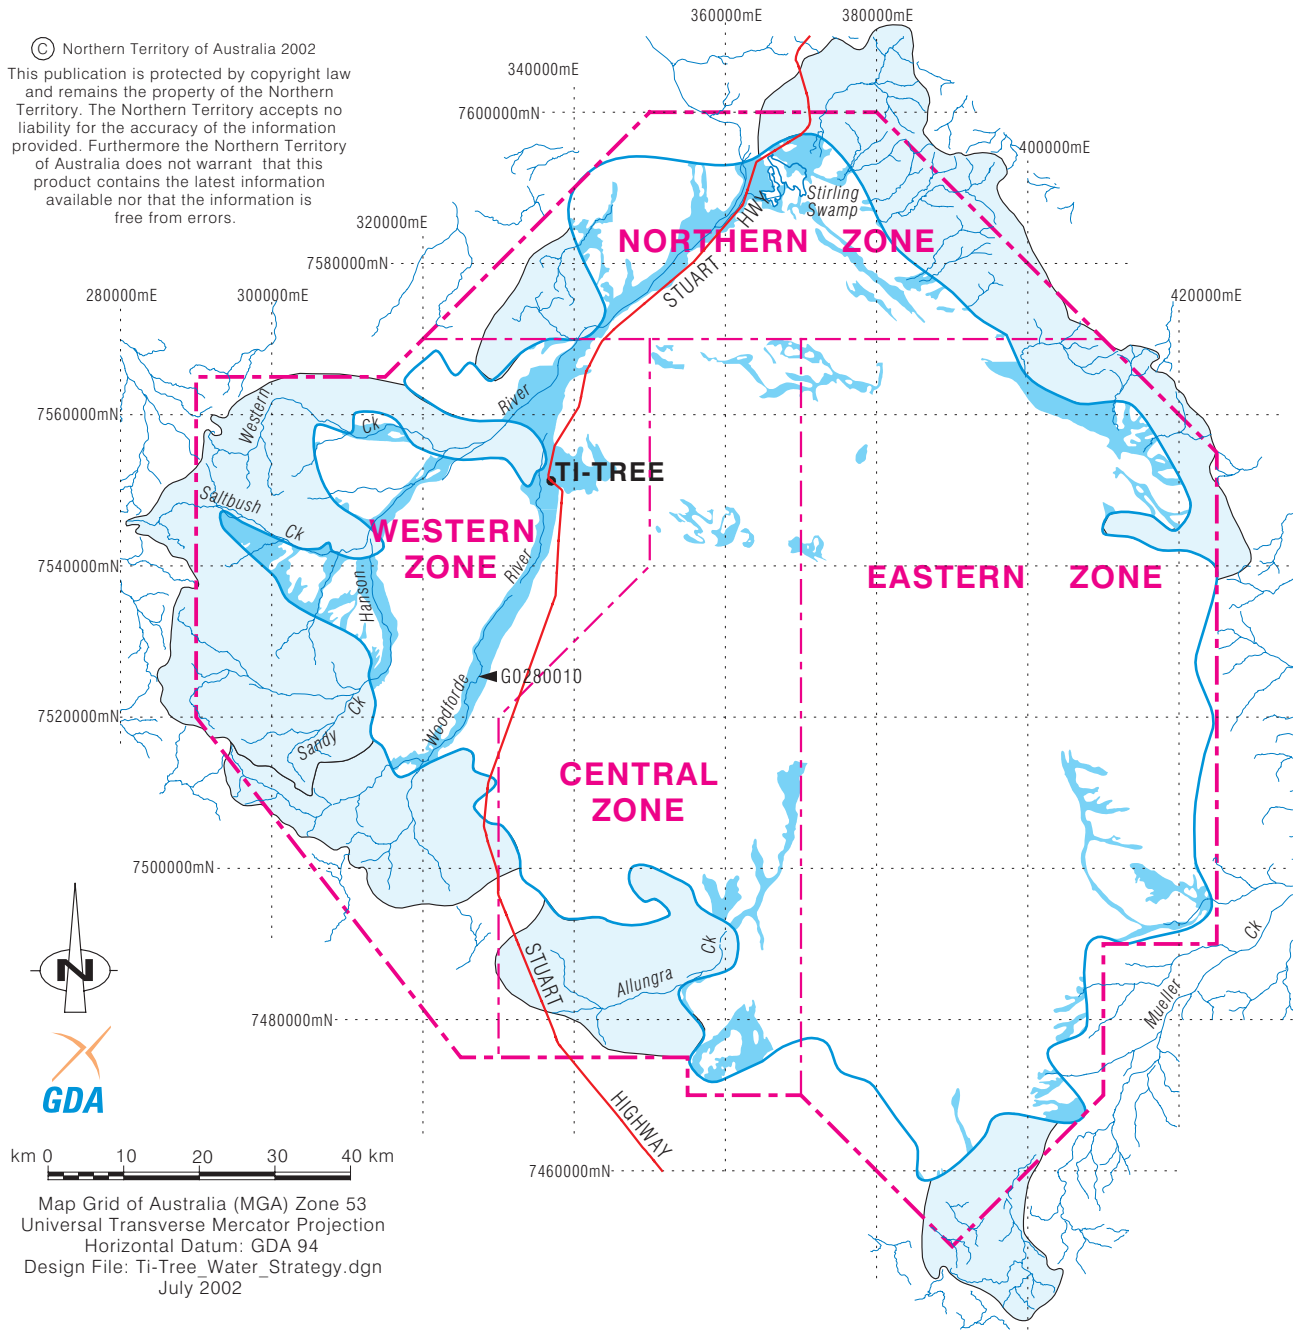 360000mE
380000mE
© Northern Territory of Australia 2002
This publication is protected by copyright law
and remains the property of the Northern
Territory. The Northern Territory accepts no
liability for the accuracy of the information
provided. Furthermore the Northern Territory
of Australia does not warrant that this
product contains the latest information
available nor that the information is
free from errors.
340000mE
7600000mN
400000mE
320000mE
Stirling
Swamp
HWY
NORTHERN ZONE
STUART
7580000mN
280000mE
300000mE
420000mE
7560000mN
Western
Ck
River
TI-TREE
Saltbush
Ck
WESTERN
ZONE
River
7540000mN
Hanson
EASTERN ZONE
G0280010
7520000mN
Sandy
Ck
Woodforde
CENTRAL
ZONE
7500000mN
N
STUART
Allungra
Ck
Ck
Mueller
7480000mN
GDA
HIGHWAY
km 0 10 20 30 40 km
7460000mN
Map Grid of Australia (MGA) Zone 53
Universal Transverse Mercator Projection
Horizontal Datum: GDA 94
Design File: Ti-Tree_Water_Strategy.dgn
July 2002